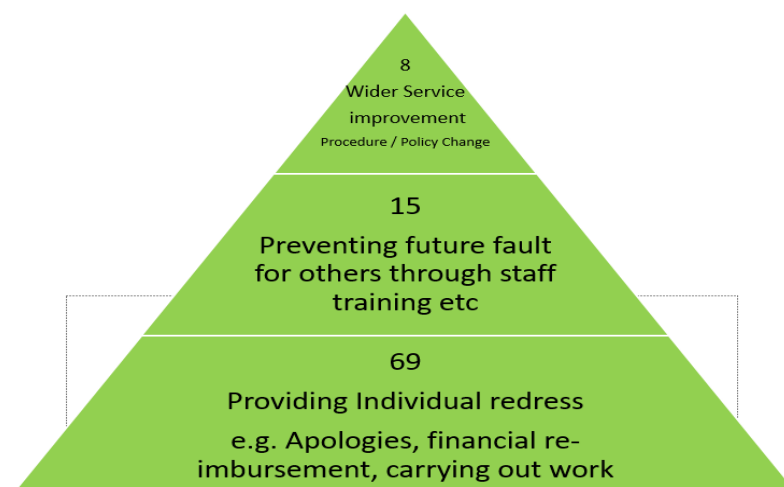 8
Wider Service
improvement
Procedure / Policy Change
15
Preventing future fault
for others through staff
training etc
69
Providing Individual redress
e.g. Apologies, financial re-
imbursement, carrying out work